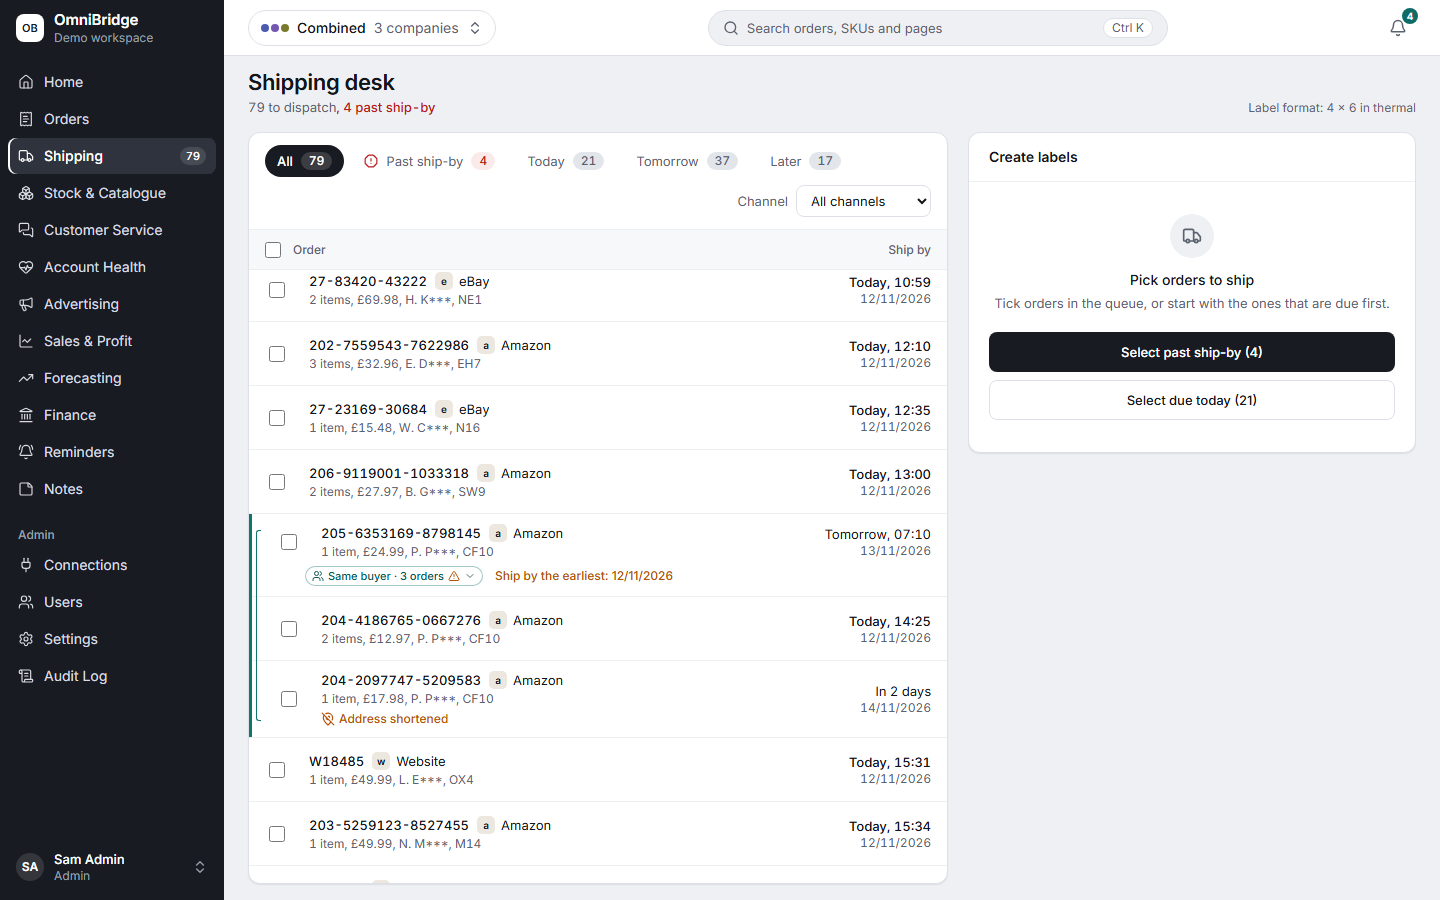 OB
OmniBridge
Demo workspace
Home
Orders
Shipping 79
Stock & Catalogue
Customer Service
Account Health
Advertising
Sales & Profit
Forecasting
Finance
Reminders
Notes
Admin
Connections
Users
Settings
Audit Log
SA
Sam Admin
Admin
Combined 3 companies
Search orders, SKUs and pages Ctrl K
4
Shipping desk
79 to dispatch, 4 past ship-by
Label format: 4 × 6 in thermal
All 79 Past ship-by 4 Today 21 Tomorrow 37 Later 17
Channel All channels
Order Ship by
27-83420-43222 e eBay Today, 10:59
2 items, £69.98, H. K***, NE1 12/11/2026
202-7559543-7622986 a Amazon Today, 12:10
3 items, £32.96, E. D***, EH7 12/11/2026
27-23169-30684 e eBay Today, 12:35
1 item, £15.48, W. C***, N16 12/11/2026
206-9119001-1033318 a Amazon Today, 13:00
2 items, £27.97, B. G***, SW9 12/11/2026
205-6353169-8798145 a Amazon Tomorrow, 07:10
1 item, £24.99, P. P***, CF10 13/11/2026
Same buyer · 3 orders Ship by the earliest: 12/11/2026
204-4186765-0667276 a Amazon Today, 14:25
2 items, £12.97, P. P***, CF10 12/11/2026
204-2097747-5209583 a Amazon In 2 days
1 item, £17.98, P. P***, CF10 14/11/2026
Address shortened
W18485 w Website Today, 15:31
1 item, £49.99, L. E***, OX4 12/11/2026
203-5259123-8527455 a Amazon Today, 15:34
1 item, £49.99, N. M***, M14 12/11/2026
Create labels
Pick orders to ship
Tick orders in the queue, or start with the ones that are due first.
Select past ship-by (4)
Select due today (21)